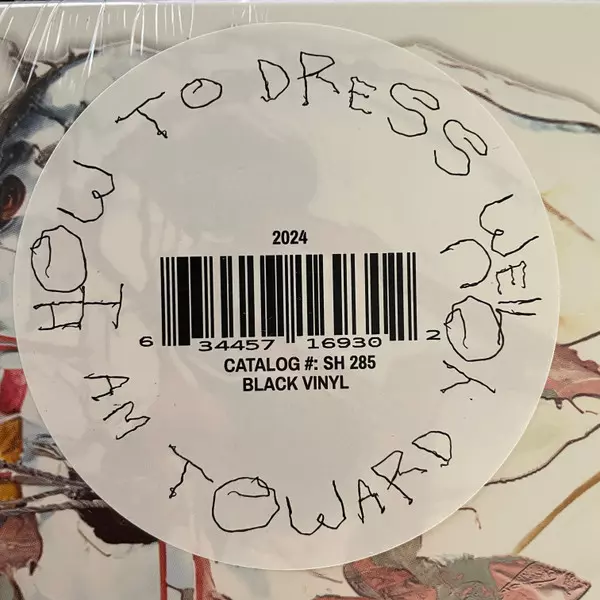 HOW TO DRESS WELL
I AM TOWARD YOU
2024
6 34457 16930 2
CATALOG #: SH 285
BLACK VINYL